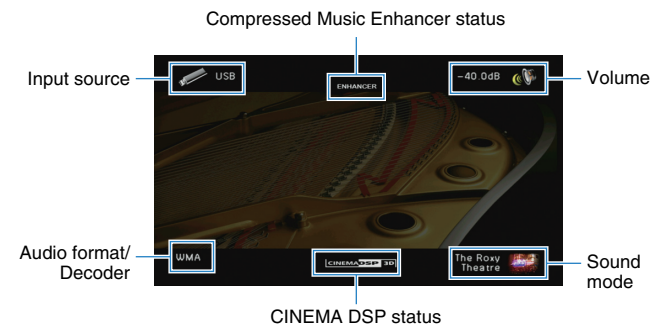 Compressed Music Enhancer status
Input source
USB
ENHANCER
-40.0dB
Volume
Audio format/
Decoder
WMA
CINEMA DSP 3D
The Roxy
Theatre
Sound
mode
CINEMA DSP status